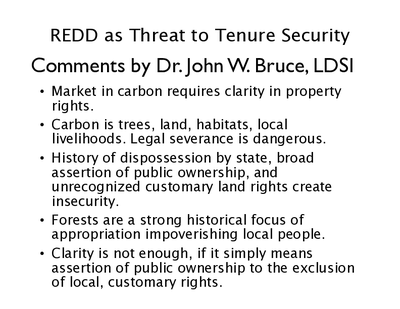 REDD as Threat to Tenure Security
Comments by Dr. John W. Bruce, LDSI
• Market in carbon requires clarity in property
rights.
• Carbon is trees, land, habitats, local
livelihoods. Legal severance is dangerous.
• History of dispossession by state, broad
assertion of public ownership, and
unrecognized customary land rights create
insecurity.
• Forests are a strong historical focus of
appropriation impoverishing local people.
• Clarity is not enough, if it simply means
assertion of public ownership to the exclusion
of local, customary rights.